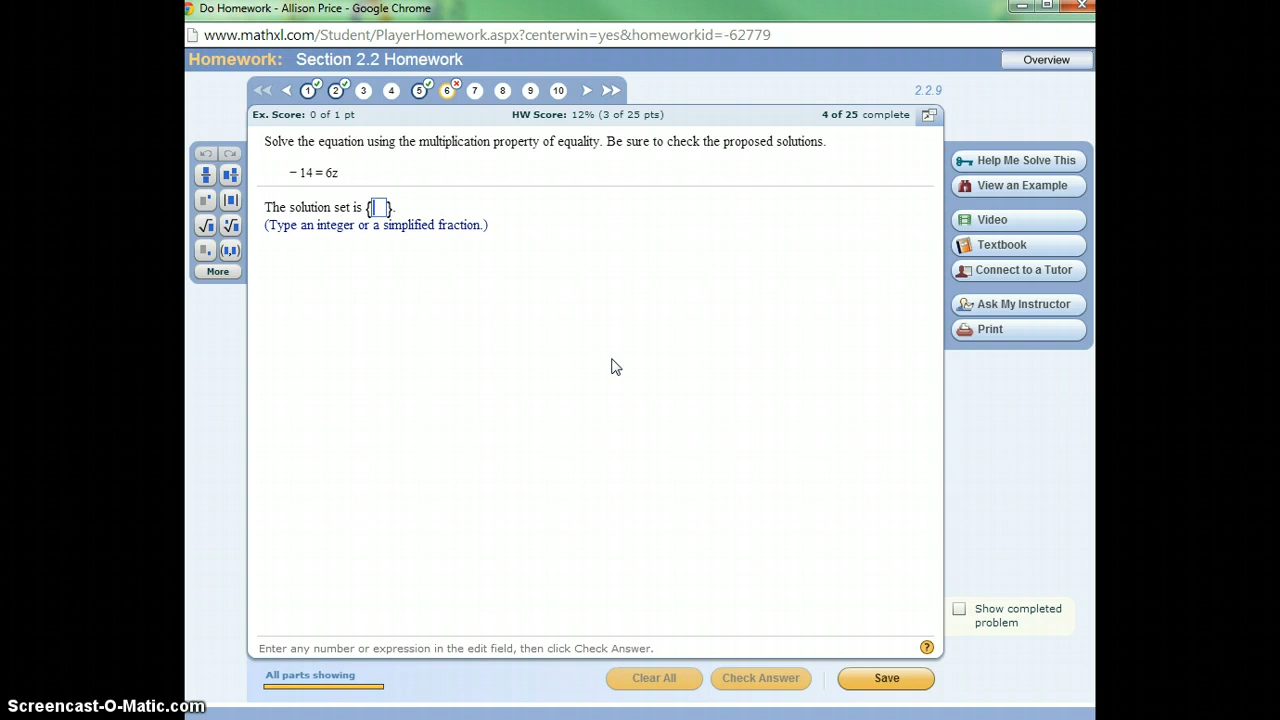 Do Homework - Allison Price - Google Chrome
www.mathxl.com/Student/PlayerHomework.aspx?centerwin=yes&homeworkid=-62779
Homework: Section 2.2 Homework
Overview
1 2 3 4 5 6 7 8 9 10
2.2.9
Ex. Score: 0 of 1 pt
HW Score: 12% (3 of 25 pts)
4 of 25 complete
Solve the equation using the multiplication property of equality. Be sure to check the proposed solutions.
− 14 = 6z
The solution set is { }.
(Type an integer or a simplified fraction.)
More
Help Me Solve This
View an Example
Video
Textbook
Connect to a Tutor
Ask My Instructor
Print
Show completed
problem
Enter any number or expression in the edit field, then click Check Answer.
?
All parts showing
Clear All
Check Answer
Save
Screencast-O-Matic.com